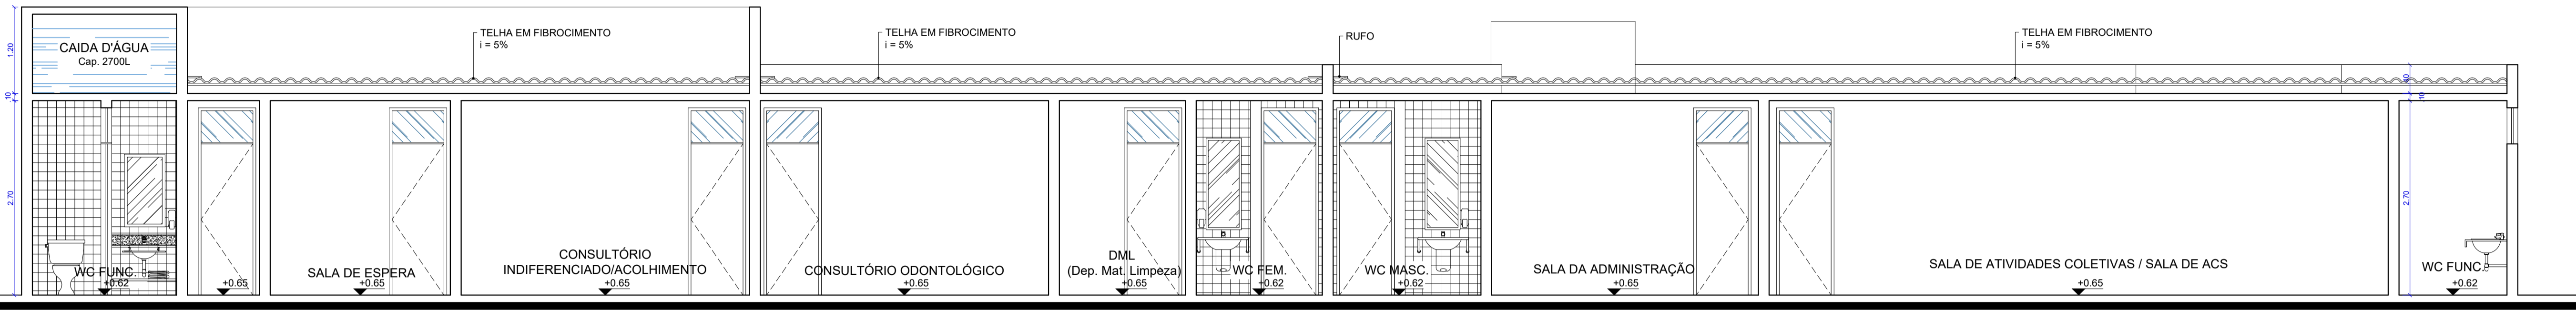 CAIDA D'ÁGUA
Cap. 2700L
TELHA EM FIBROCIMENTO
i = 5%
TELHA EM FIBROCIMENTO
i = 5%
RUFO
TELHA EM FIBROCIMENTO
i = 5%
1.20
.10
2.70
.40
.10
2.70
WC FUNC.
+0.62
+0.65
SALA DE ESPERA
+0.65
CONSULTÓRIO
INDIFERENCIADO/ACOLHIMENTO
+0.65
CONSULTÓRIO ODONTOLÓGICO
+0.65
DML
(Dep. Mat. Limpeza)
+0.65
WC FEM.
+0.62
WC MASC.
+0.62
SALA DA ADMINISTRAÇÃO
+0.65
SALA DE ATIVIDADES COLETIVAS / SALA DE ACS
+0.65
WC FUNC.
+0.62